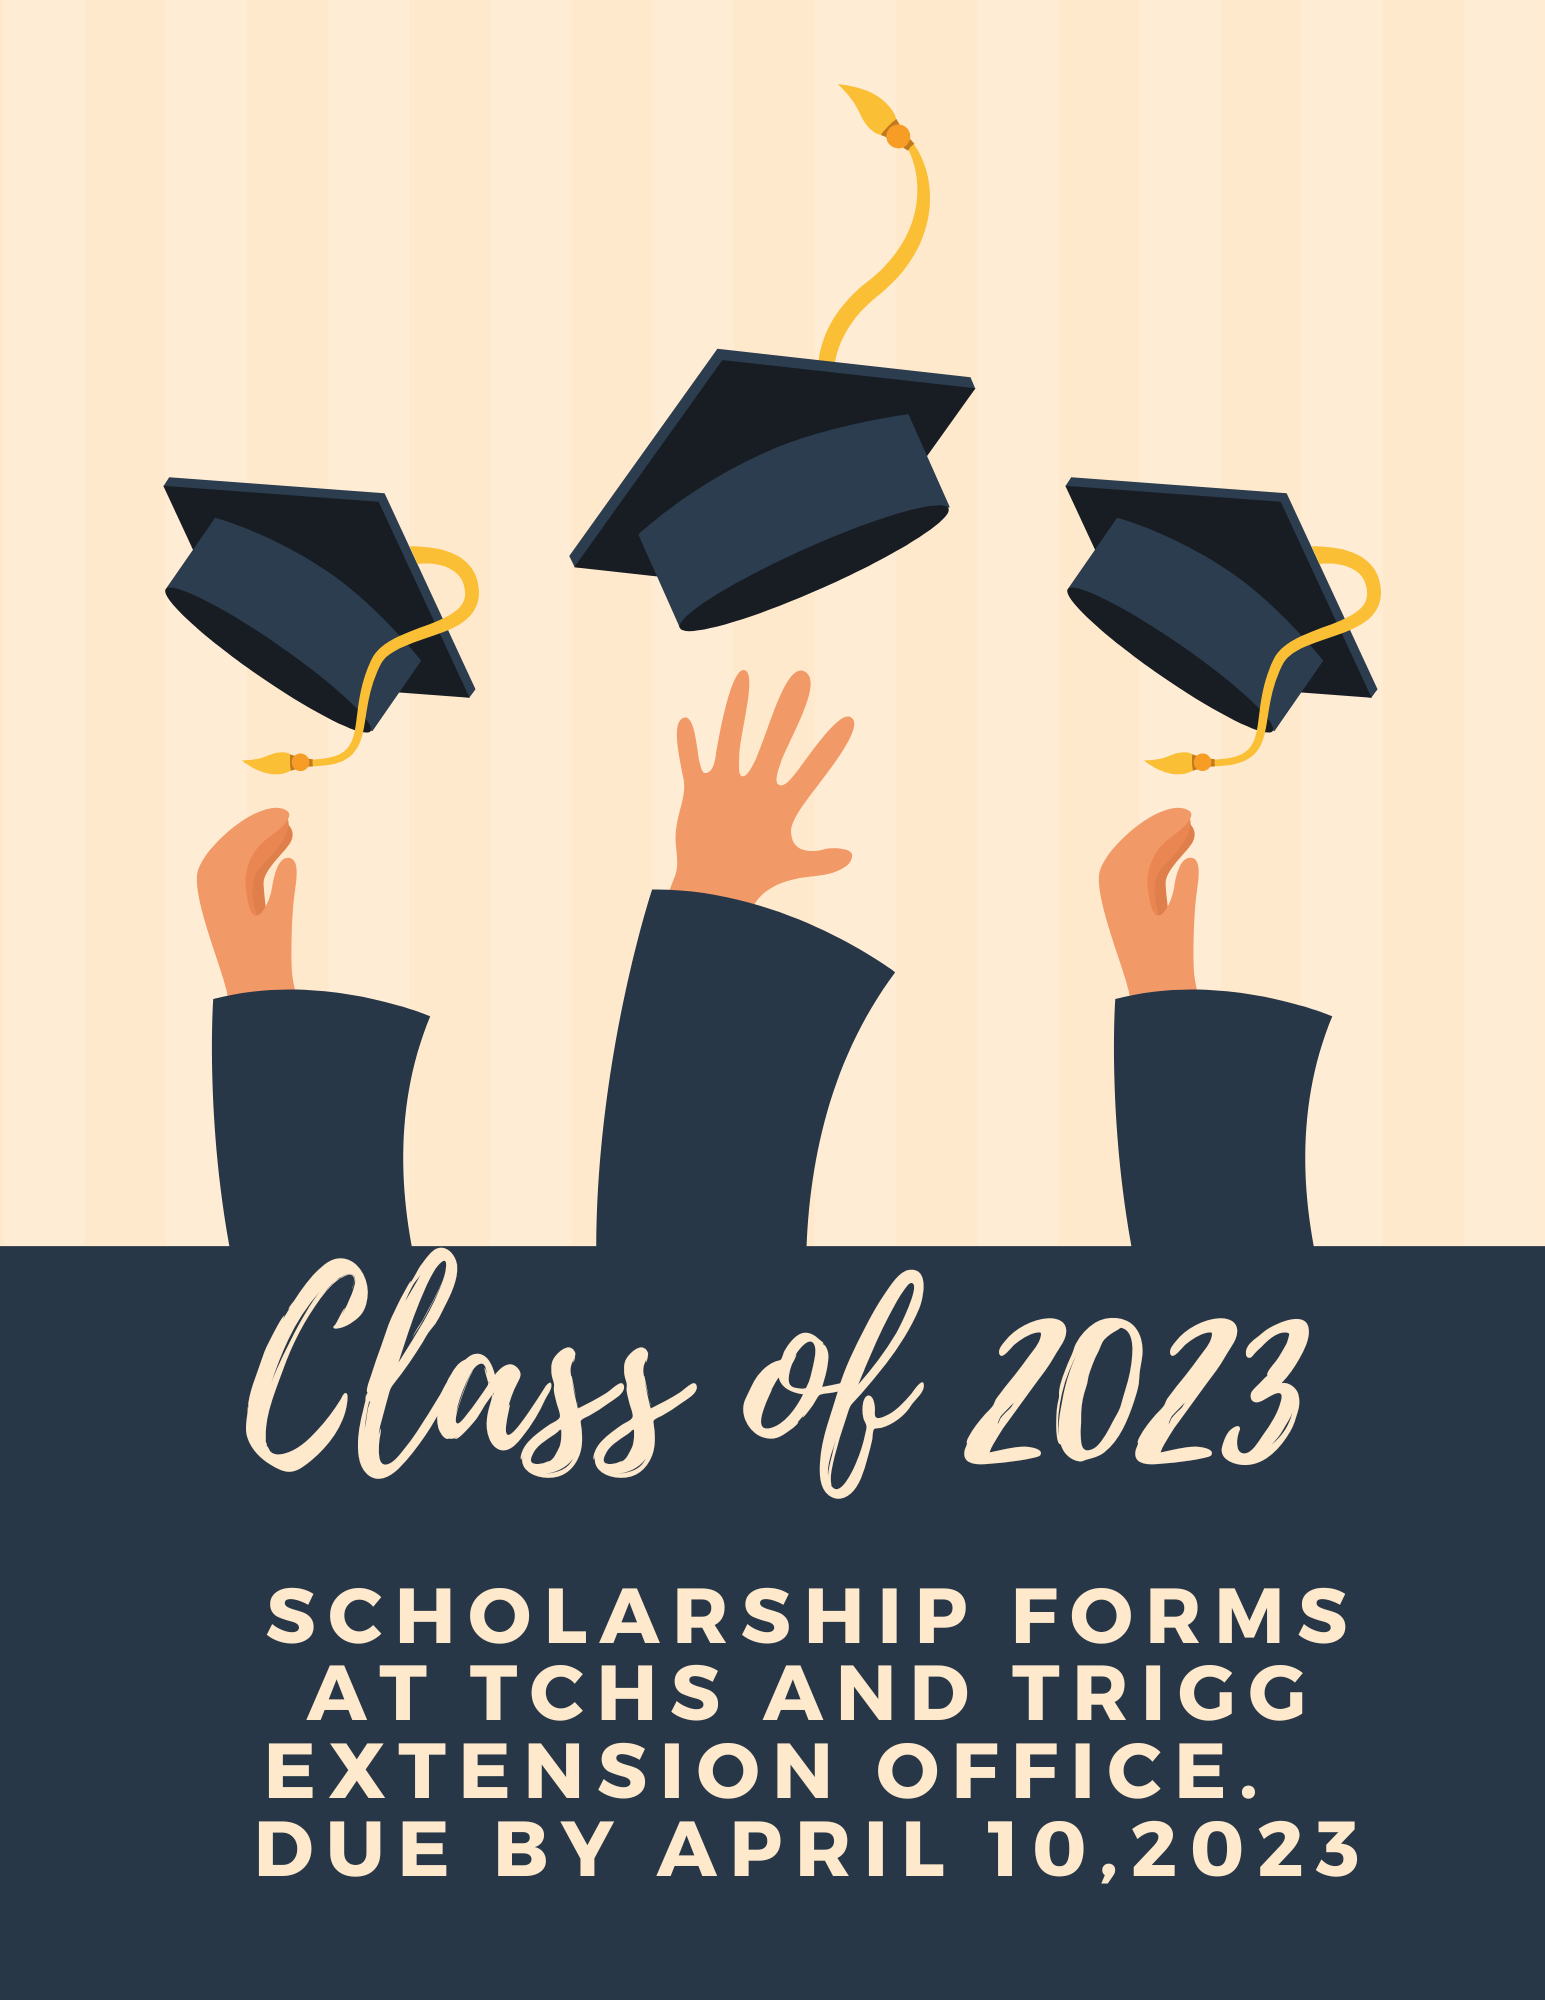 Class of 2023
SCHOLARSHIP FORMS
AT TCHS AND TRIGG
EXTENSION OFFICE.
DUE BY APRIL 10,2023